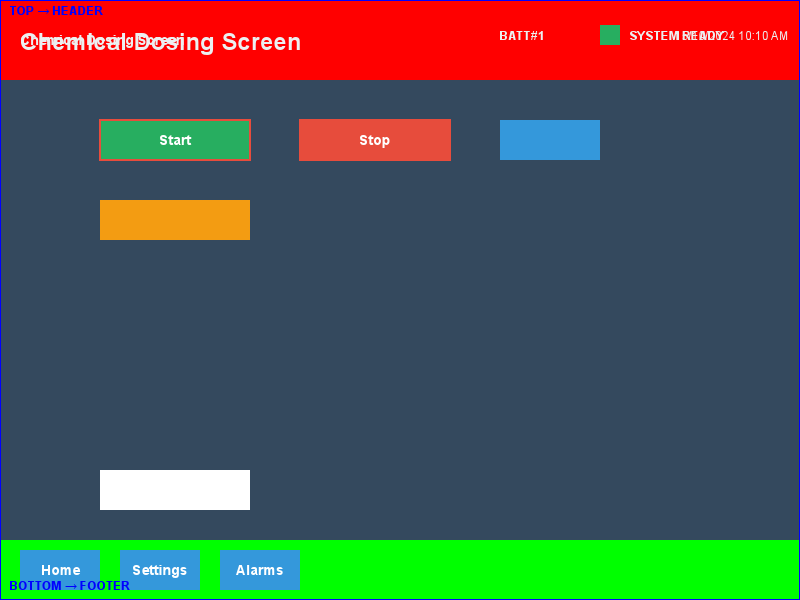 TOP → HEADER
Chemical Dosing Screen
Chemical Dosing Screen
BATT#1
SYSTEM READY
24 10:10 AM
Start
Stop
Home
Settings
Alarms
BOTTOM → FOOTER